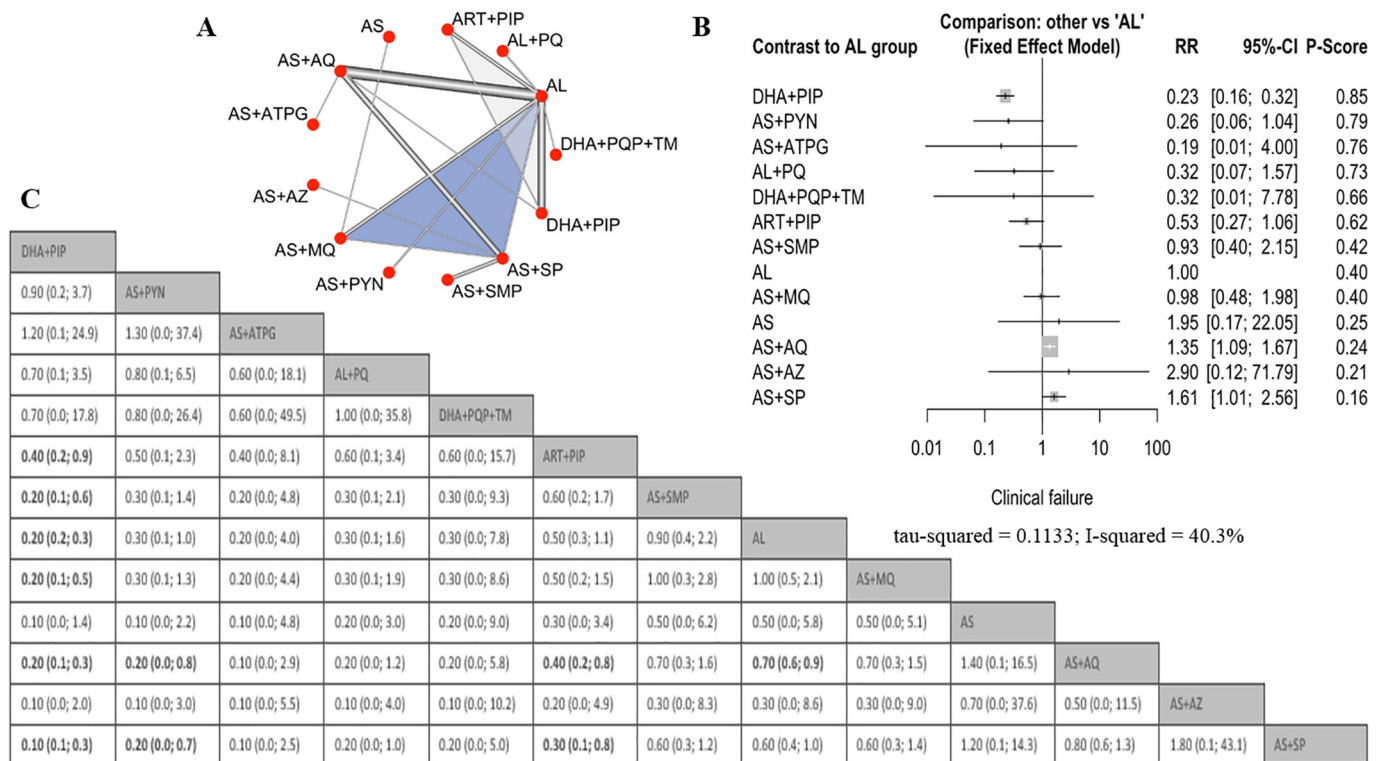 A
AS
ART+PIP
AL+PQ
AS+AQ
AL
AS+ATPG
DHA+PQP+TM
AS+AZ
DHA+PIP
AS+MQ
AS+SP
AS+PYN
AS+SMP
B
Comparison: other vs 'AL'
Contrast to AL group (Fixed Effect Model) RR 95%-CI P-Score
DHA+PIP 0.23 [0.16; 0.32] 0.85
AS+PYN 0.26 [0.06; 1.04] 0.79
AS+ATPG 0.19 [0.01; 4.00] 0.76
AL+PQ 0.32 [0.07; 1.57] 0.73
DHA+PQP+TM 0.32 [0.01; 7.78] 0.66
ART+PIP 0.53 [0.27; 1.06] 0.62
AS+SMP 0.93 [0.40; 2.15] 0.42
AL 1.00 0.40
AS+MQ 0.98 [0.48; 1.98] 0.40
AS 1.95 [0.17; 22.05] 0.25
AS+AQ 1.35 [1.09; 1.67] 0.24
AS+AZ 2.90 [0.12; 71.79] 0.21
AS+SP 1.61 [1.01; 2.56] 0.16
0.01 0.1 1 10 100
Clinical failure
tau-squared = 0.1133; I-squared = 40.3%
C
DHA+PIP
0.90 (0.2; 3.7) AS+PYN
1.20 (0.1; 24.9) 1.30 (0.0; 37.4) AS+ATPG
0.70 (0.1; 3.5) 0.80 (0.1; 6.5) 0.60 (0.0; 18.1) AL+PQ
0.70 (0.0; 17.8) 0.80 (0.0; 26.4) 0.60 (0.0; 49.5) 1.00 (0.0; 35.8) DHA+PQP+TM
0.40 (0.2; 0.9) 0.50 (0.1; 2.3) 0.40 (0.0; 8.1) 0.60 (0.1; 3.4) 0.60 (0.0; 15.7) ART+PIP
0.20 (0.1; 0.6) 0.30 (0.1; 1.4) 0.20 (0.0; 4.8) 0.30 (0.1; 2.1) 0.30 (0.0; 9.3) 0.60 (0.2; 1.7) AS+SMP
0.20 (0.2; 0.3) 0.30 (0.1; 1.0) 0.20 (0.0; 4.0) 0.30 (0.1; 1.6) 0.30 (0.0; 7.8) 0.50 (0.3; 1.1) 0.90 (0.4; 2.2) AL
0.20 (0.1; 0.5) 0.30 (0.1; 1.3) 0.20 (0.0; 4.4) 0.30 (0.1; 1.9) 0.30 (0.0; 8.6) 0.50 (0.2; 1.5) 1.00 (0.3; 2.8) 1.00 (0.5; 2.1) AS+MQ
0.10 (0.0; 1.4) 0.10 (0.0; 2.2) 0.10 (0.0; 4.8) 0.20 (0.0; 3.0) 0.20 (0.0; 9.0) 0.30 (0.0; 3.4) 0.50 (0.0; 6.2) 0.50 (0.0; 5.8) 0.50 (0.0; 5.1) AS
0.20 (0.1; 0.3) 0.20 (0.0; 0.8) 0.10 (0.0; 2.9) 0.20 (0.0; 1.2) 0.20 (0.0; 5.8) 0.40 (0.2; 0.8) 0.70 (0.3; 1.6) 0.70 (0.6; 0.9) 0.70 (0.3; 1.5) 1.40 (0.1; 16.5) AS+AQ
0.10 (0.0; 2.0) 0.10 (0.0; 3.0) 0.10 (0.0; 5.5) 0.10 (0.0; 4.0) 0.10 (0.0; 10.2) 0.20 (0.0; 4.9) 0.30 (0.0; 8.3) 0.30 (0.0; 8.6) 0.30 (0.0; 9.0) 0.70 (0.0; 37.6) 0.50 (0.0; 11.5) AS+AZ
0.10 (0.1; 0.3) 0.20 (0.0; 0.7) 0.10 (0.0; 2.5) 0.20 (0.0; 1.0) 0.20 (0.0; 5.0) 0.30 (0.1; 0.8) 0.60 (0.3; 1.2) 0.60 (0.4; 1.0) 0.60 (0.3; 1.4) 1.20 (0.1; 14.3) 0.80 (0.6; 1.3) 1.80 (0.1; 43.1) AS+SP